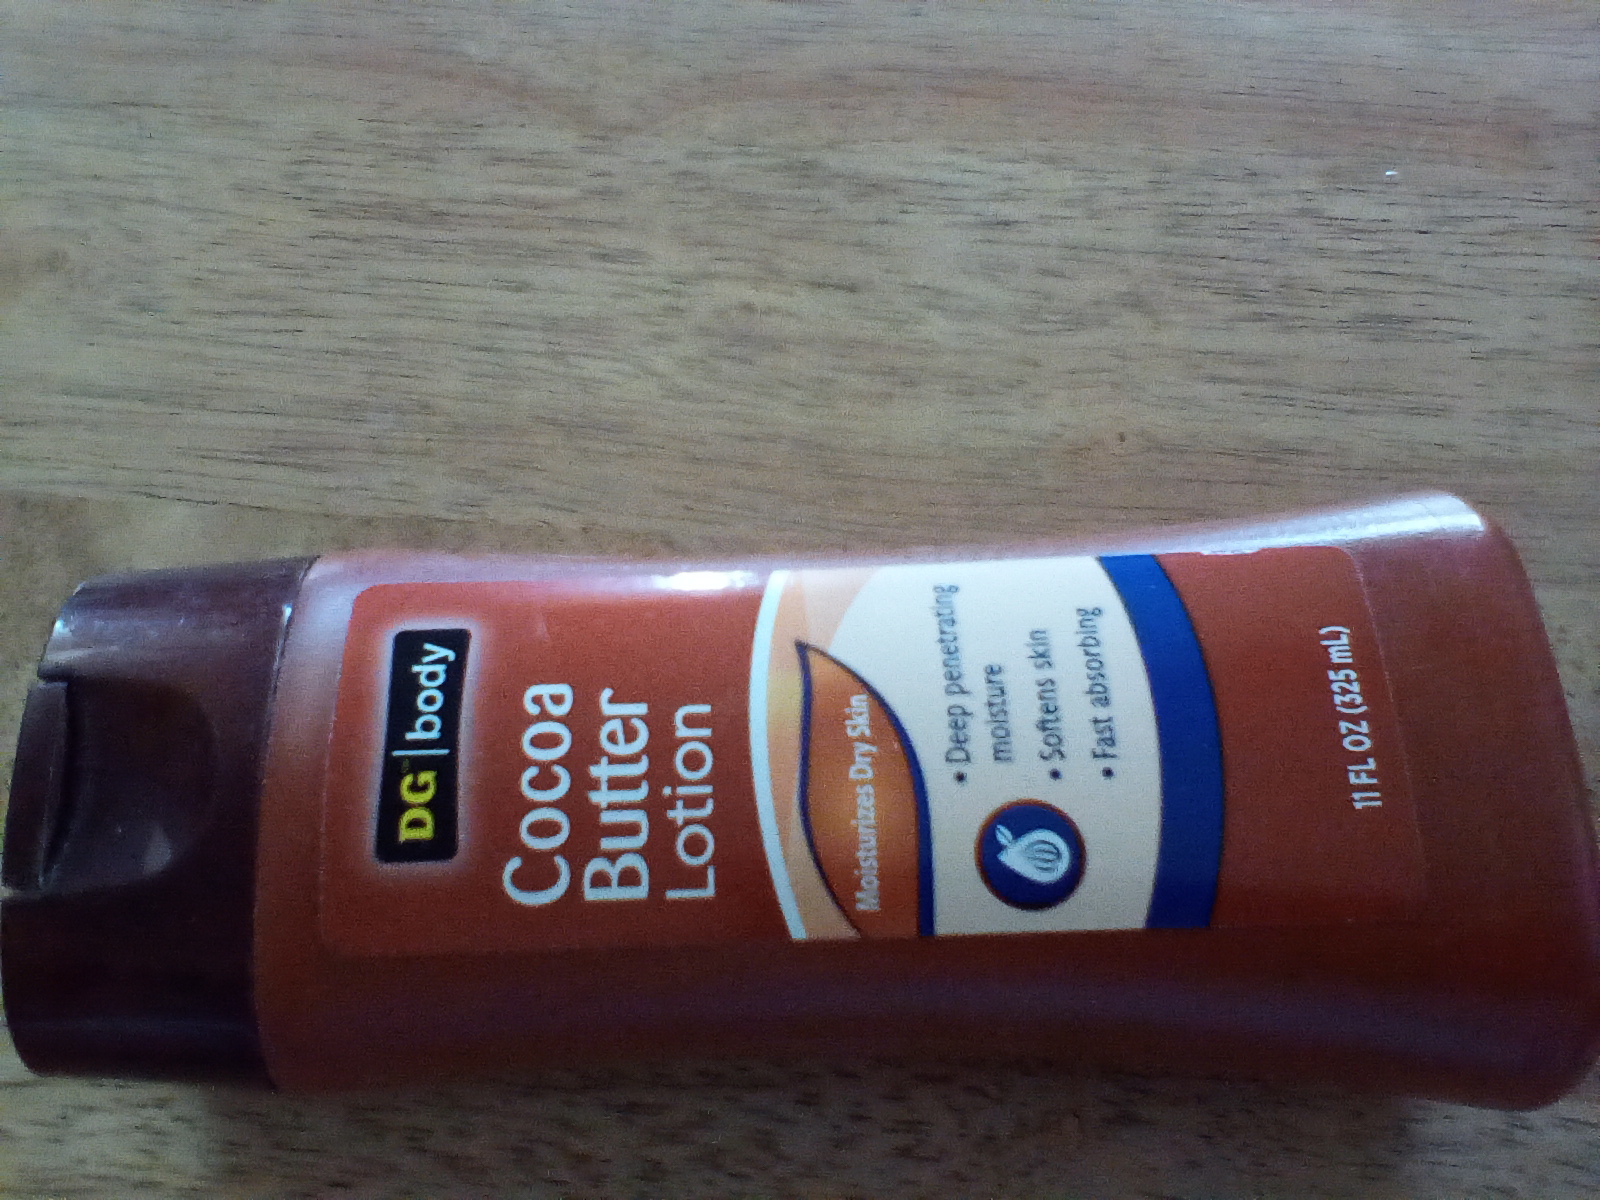 DG™|body
Cocoa
Butter
Lotion
Moisturizes Dry Skin
• Deep penetrating
moisture
• Softens skin
• Fast absorbing
11 FL OZ (325 mL)